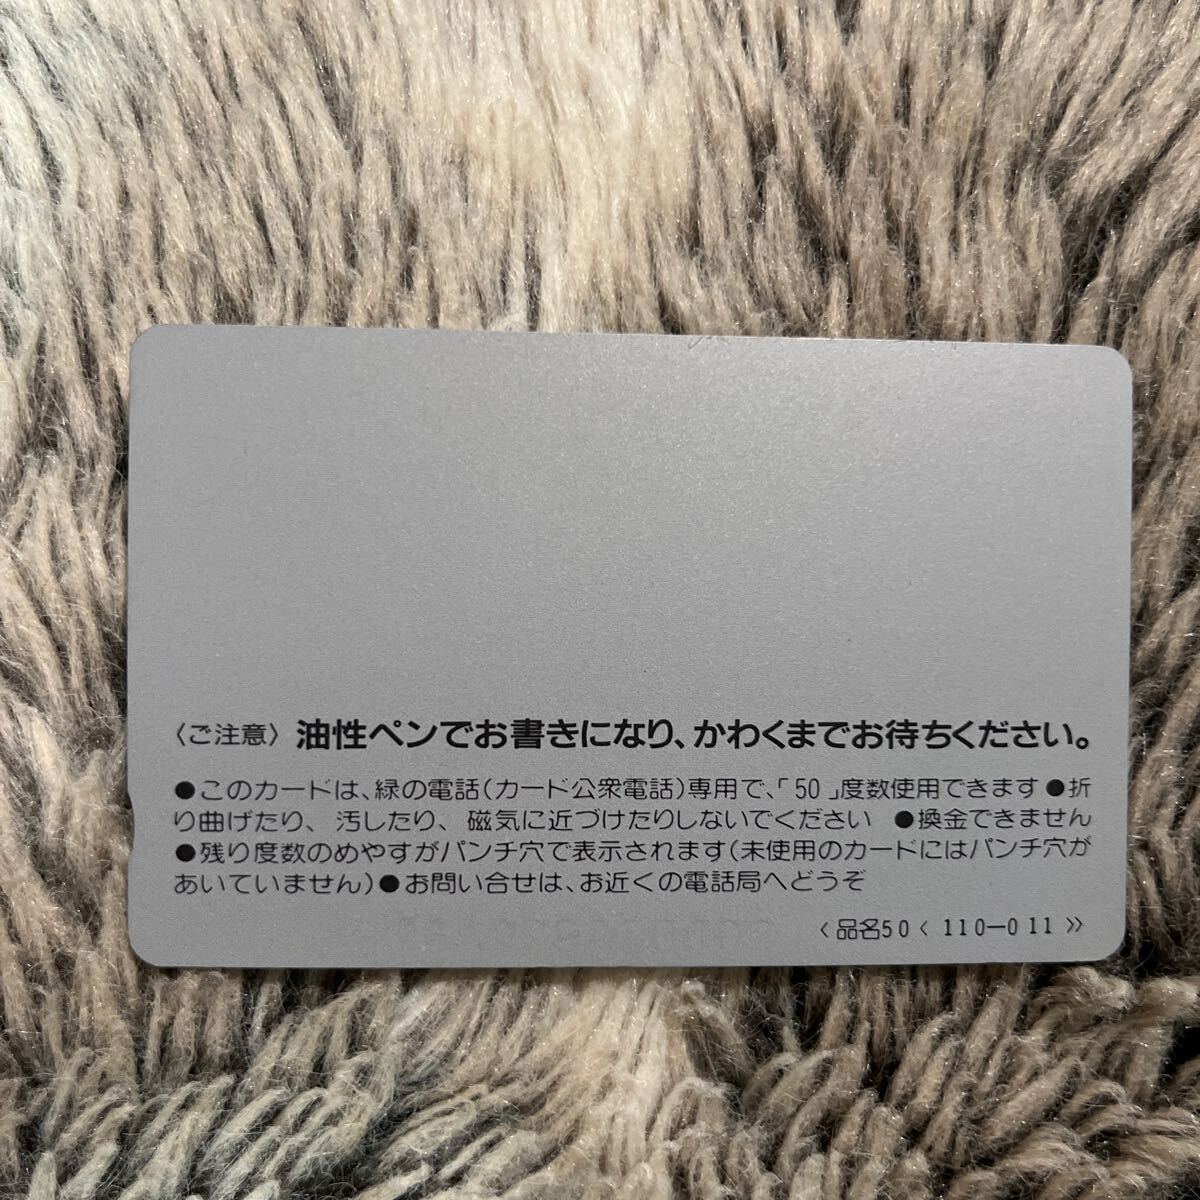 〈ご注意〉油性ペンでお書きになり、かわくまでお待ちください。
●このカードは、緑の電話(カード公衆電話)専用で、「50」度数使用できます●折
り曲げたり、汚したり、磁気に近づけたりしないでください ●換金できません
●残り度数のめやすがパンチ穴で表示されます(未使用のカードにはパンチ穴が
あいていません)●お問い合せは、お近くの電話局へどうぞ
<品名50<110-011>>